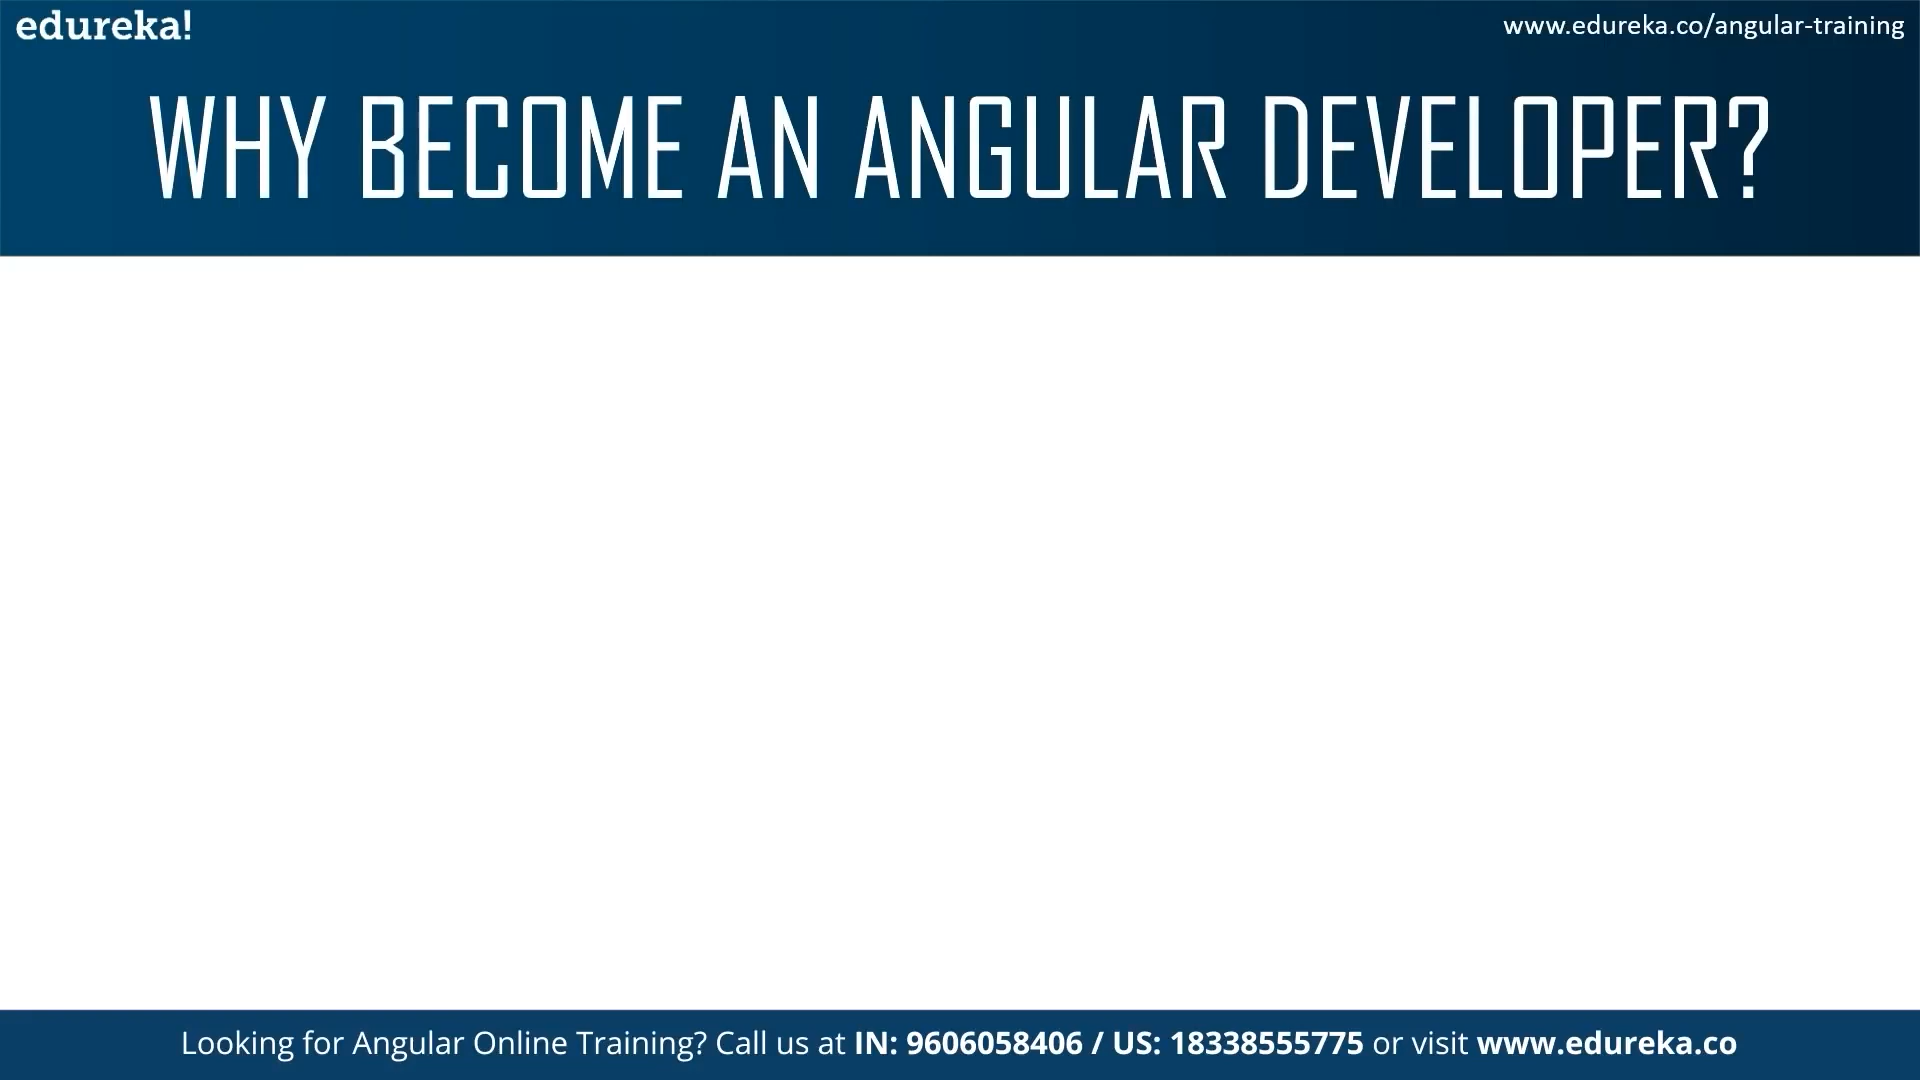 edureka!
www.edureka.co/angular-training
WHY BECOME AN ANGULAR DEVELOPER?
Looking for Angular Online Training? Call us at IN: 9606058406 / US: 18338555775 or visit www.edureka.co